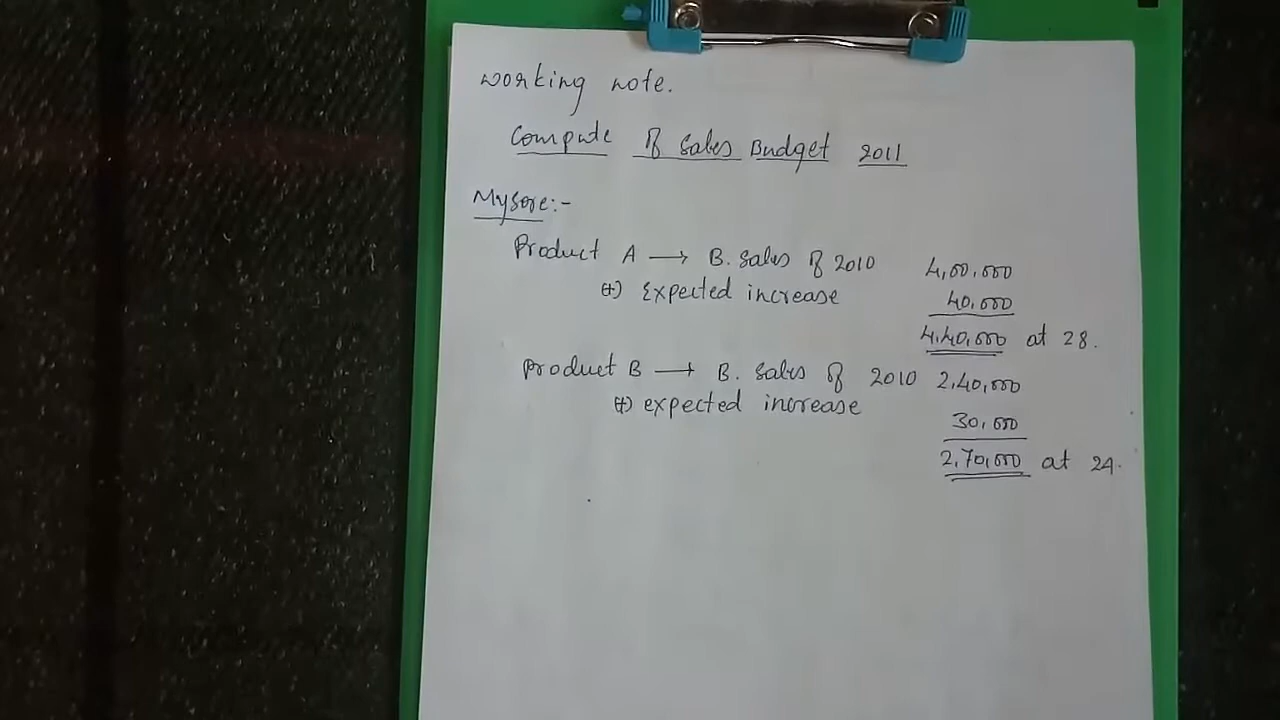 working note.
Compute of Sales Budget 2011
Mysore:-
Product A → B. Sales of 2010 4,00,000
(+) Expected increase 40,000
4,40,000 at 28.
Product B → B. Sales of 2010 2,40,000
(+) expected increase
30,000
2,70,000 at 24.